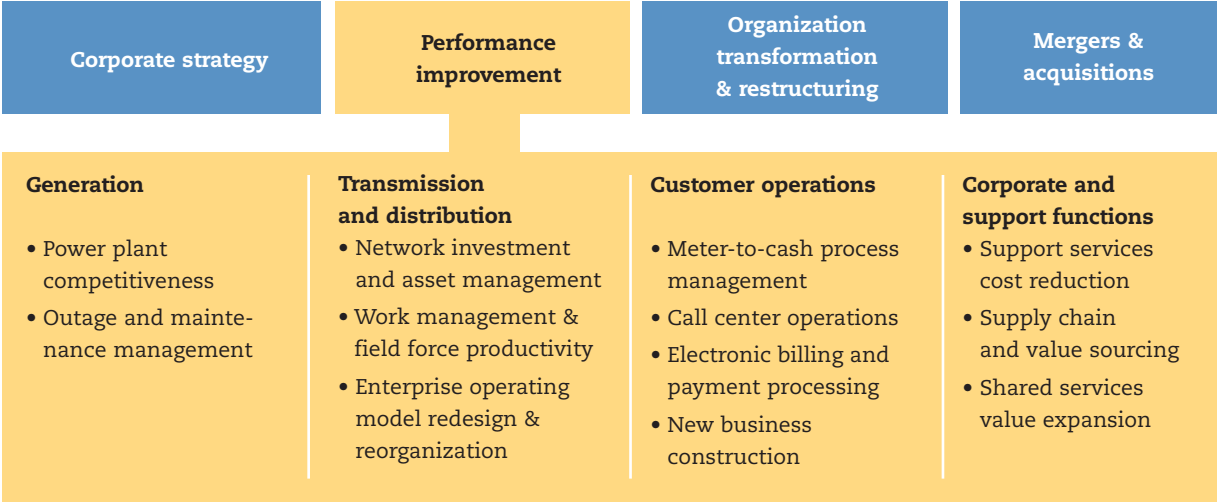 Corporate strategy
Performance
improvement
Organization
transformation
& restructuring
Mergers &
acquisitions
Generation
• Power plant
competitiveness
• Outage and mainte-
nance management
Transmission
and distribution
• Network investment
and asset management
• Work management &
field force productivity
• Enterprise operating
model redesign &
reorganization
Customer operations
• Meter-to-cash process
management
• Call center operations
• Electronic billing and
payment processing
• New business
construction
Corporate and
support functions
• Support services
cost reduction
• Supply chain
and value sourcing
• Shared services
value expansion